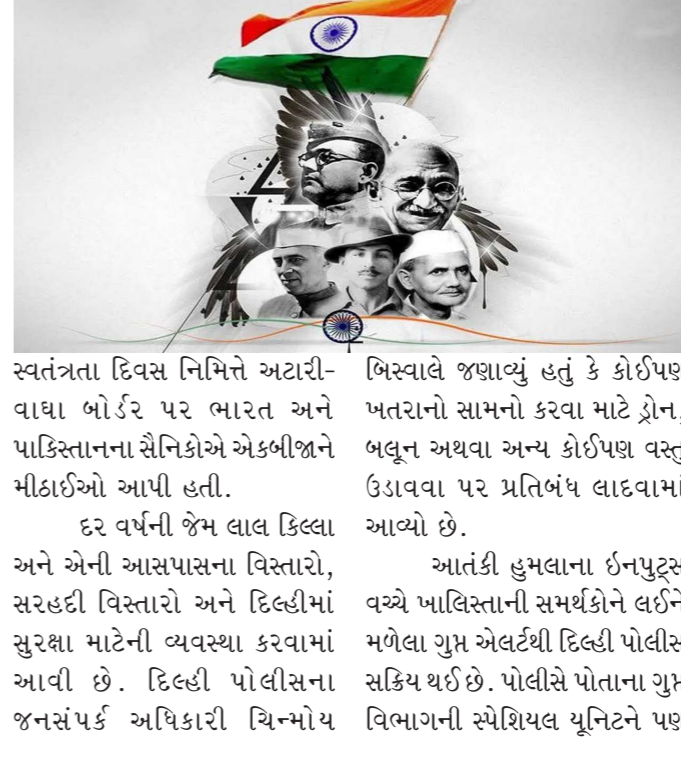 સ્વતંત્રતા દિવસ નિમિત્તે અટારી-
વાઘા બોર્ડર પર ભારત અને
પાકિસ્તાનના સૈનિકોએ એકબીજાને
મીઠાઈઓ આપી હતી.
દર વર્ષની જેમ લાલ કિલ્લા
અને એની આસપાસના વિસ્તારો,
સરહદી વિસ્તારો અને દિલ્હીમાં
સુરક્ષા માટેની વ્યવસ્થા કરવામાં
આવી છે. દિલ્હી પોલીસના
જનસંપર્ક અધિકારી ચિન્મોય
બિસ્વાલે જણાવ્યું હતું કે કોઈપણ
ખતરાનો સામનો કરવા માટે ડ્રોન,
બલૂન અથવા અન્ય કોઈપણ વસ્તુ
ઉડાવવા પર પ્રતિબંધ લાદવામાં
આવ્યો છે.
આતંકી હુમલાના ઇનપુટ્સ
વચ્ચે ખાલિસ્તાની સમર્થકોને લઈને
મળેલા ગુપ્ત એલર્ટથી દિલ્હી પોલીસ
સક્રિય થઈ છે. પોલીસે પોતાના ગુપ્ત
વિભાગની સ્પેશિયલ યૂનિટને પણ